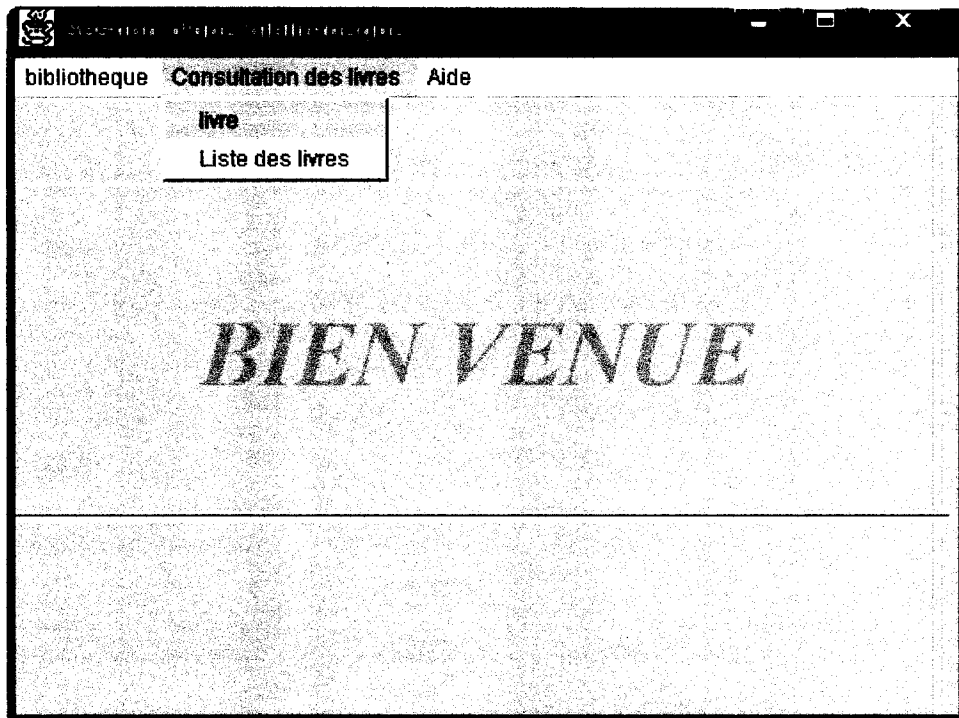 bibliotheque Consultation des livres Aide
livre
Liste des livres
BIEN VENUE